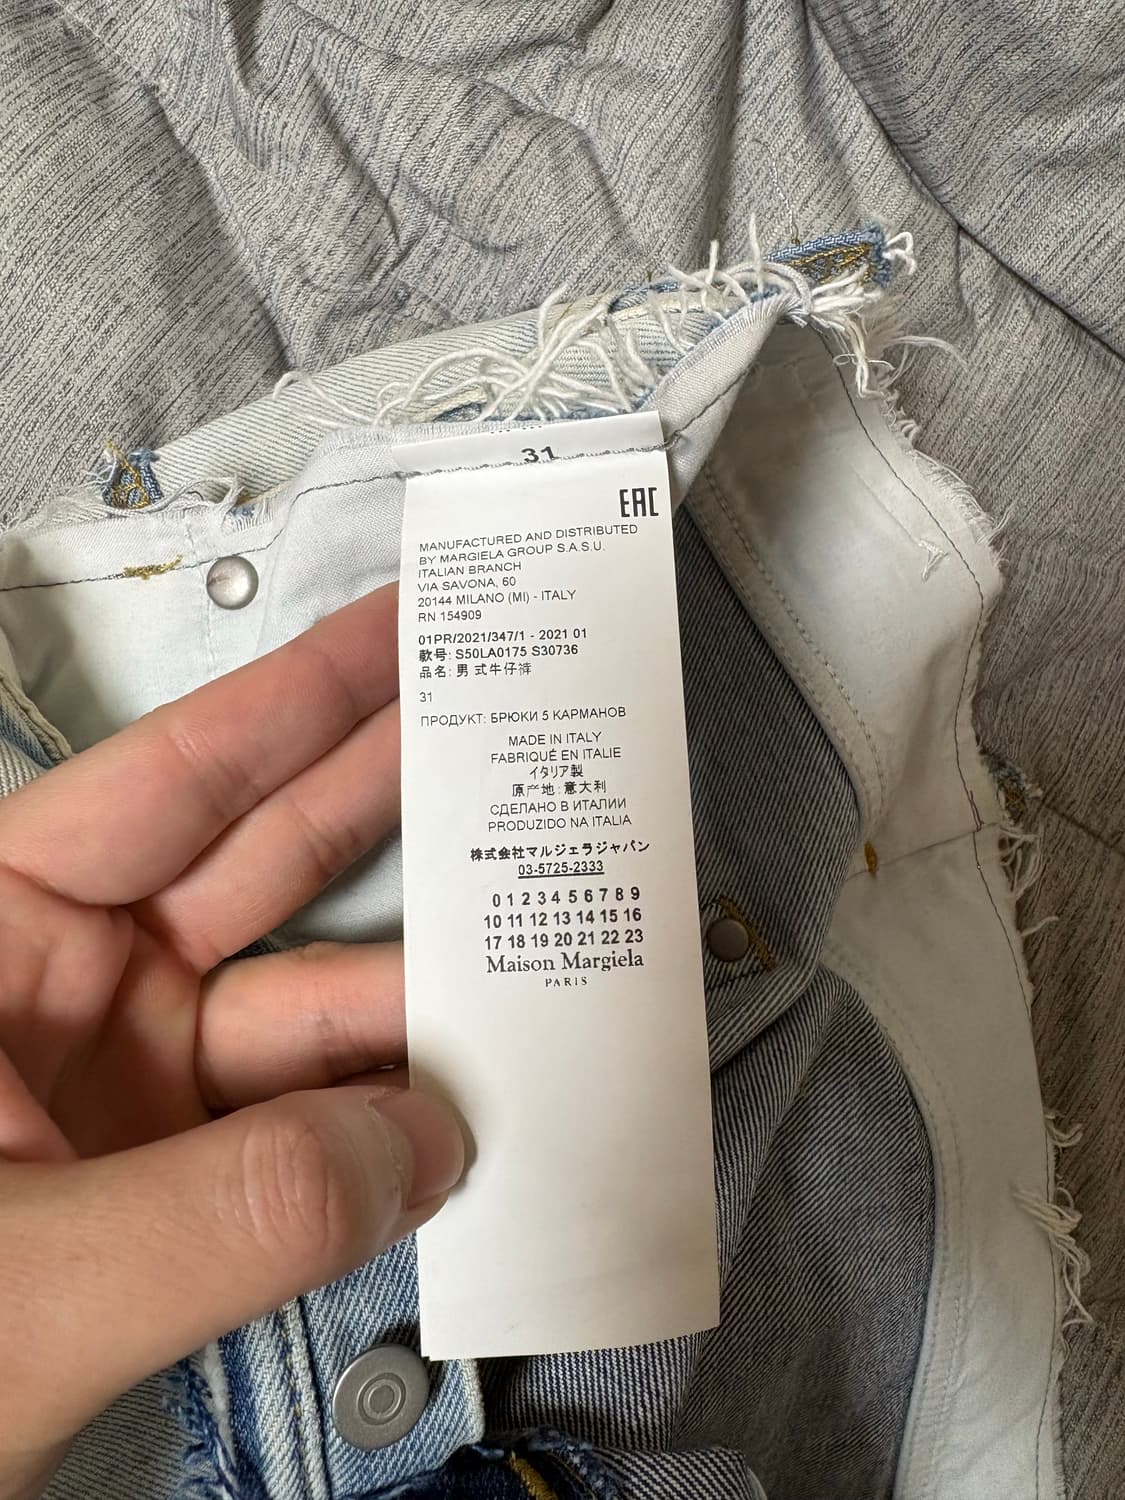 31
EAC
MANUFACTURED AND DISTRIBUTED
BY MARGIELA GROUP S.A.S.U.
ITALIAN BRANCH
VIA SAVONA, 60
20144 MILANO (MI) - ITALY
RN 154909
01PR/2021/347/1 - 2021 01
款号: S50LA0175 S30736
品名: 男 式牛仔裤
31
ПРОДУКТ: БРЮКИ 5 КАРМАНОВ
MADE IN ITALY
FABRIQUÉ EN ITALIE
イタリア製
原产地: 意大利
СДЕЛАНО В ИТАЛИИ
PRODUZIDO NA ITALIA
株式会社マルジェラジャパン
03-5725-2333
0 1 2 3 4 5 6 7 8 9
10 11 12 13 14 15 16
17 18 19 20 21 22 23
Maison Margiela
PARIS